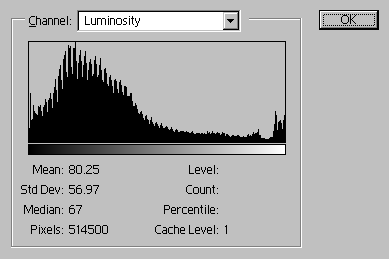 Channel: Luminosity OK
Mean: 80.25 Level:
Std Dev: 56.97 Count:
Median: 67 Percentile:
Pixels: 514500 Cache Level: 1